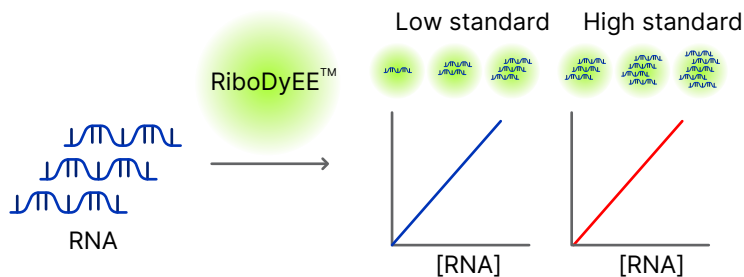 Low standard
High standard
RiboDyEE™
RNA
[RNA]
[RNA]